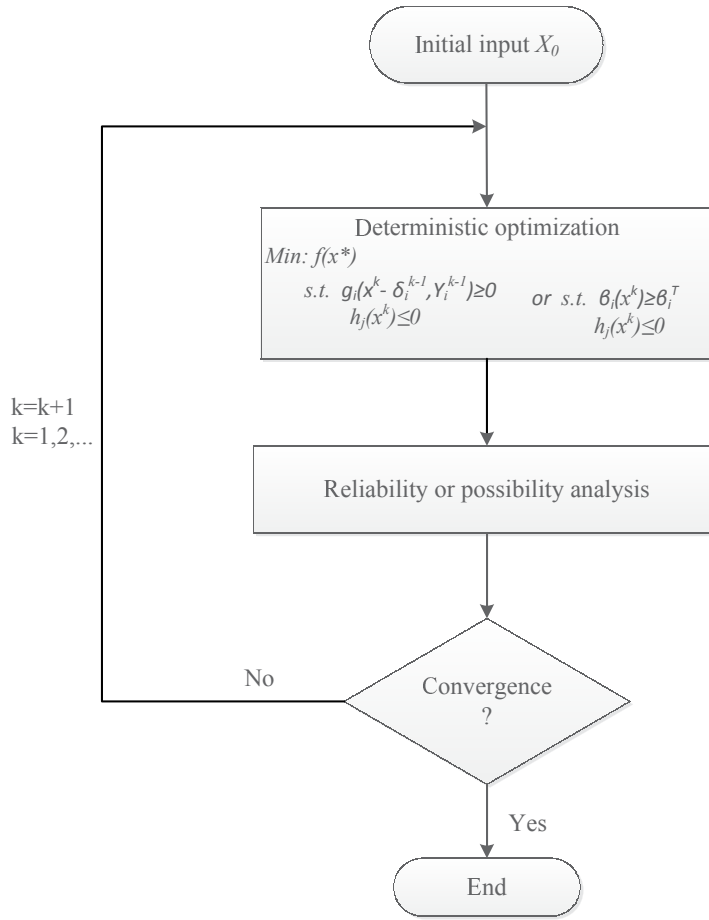 Initial input X₀
Deterministic optimization
Min: f(x*)
s.t. gᵢ(xᵏ- δᵢᵏ⁻¹,Yᵢᵏ⁻¹)≥0 or s.t. βᵢ(xᵏ)≥βᵢᵀ
hⱼ(xᵏ)≤0 hⱼ(xᵏ)≤0
k=k+1
k=1,2,...
Reliability or possibility analysis
No
Convergence
?
Yes
End